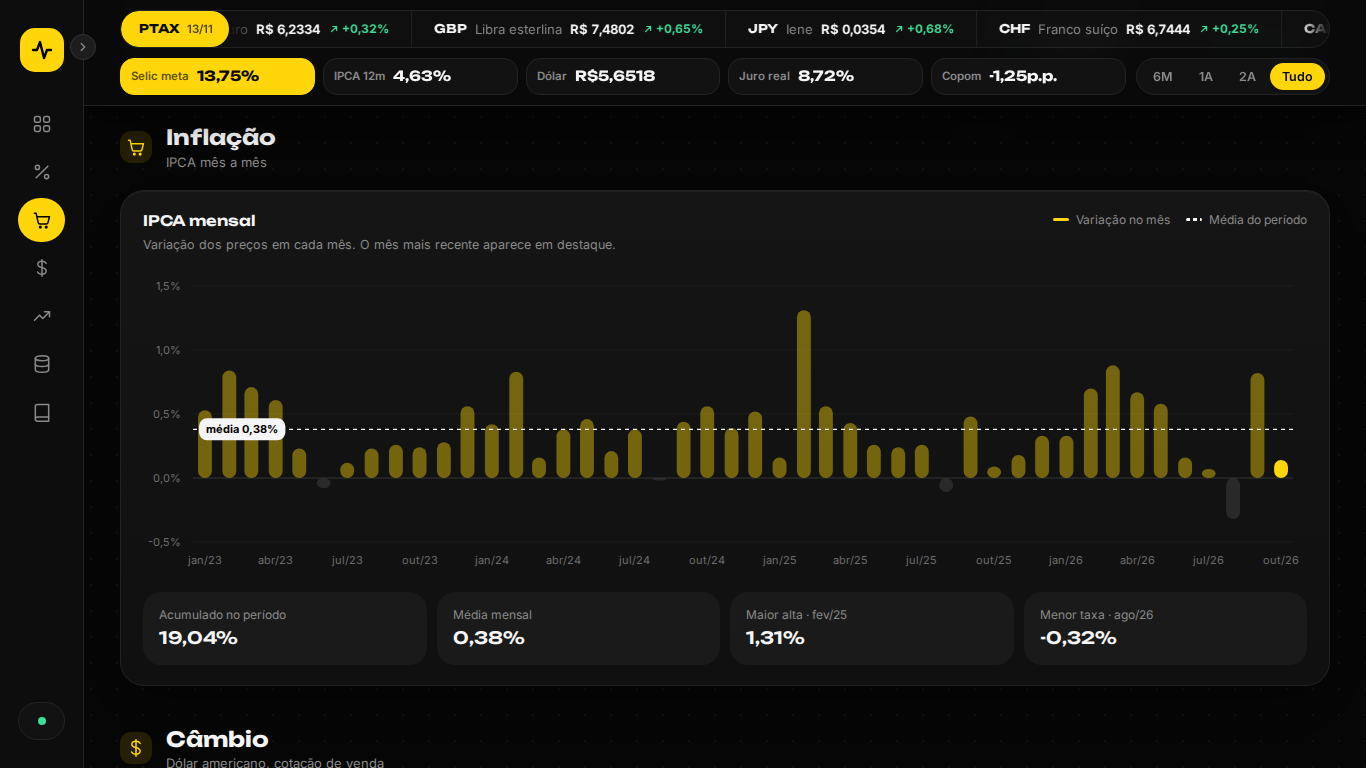 PTAX 13/11 R$ 6,2334 +0,32% GBP Libra esterlina R$ 7,4802 +0,65% JPY Iene R$ 0,0354 +0,68% CHF Franco suíço R$ 6,7444 +0,25%
Selic meta 13,75% IPCA 12m 4,63% Dólar R$5,6518 Juro real 8,72% Copom -1,25p.p. 6M 1A 2A Tudo
Inflação
IPCA mês a mês
IPCA mensal
Variação no mês Média do período
Variação dos preços em cada mês. O mês mais recente aparece em destaque.
1,5%
1,0%
0,5%
média 0,38%
0,0%
-0,5%
jan/23 abr/23 jul/23 out/23 jan/24 abr/24 jul/24 out/24 jan/25 abr/25 jul/25 out/25 jan/26 abr/26 jul/26 out/26
Acumulado no período Média mensal Maior alta · fev/25 Menor taxa · ago/26
19,04% 0,38% 1,31% -0,32%
Câmbio
Dólar americano, cotação de venda